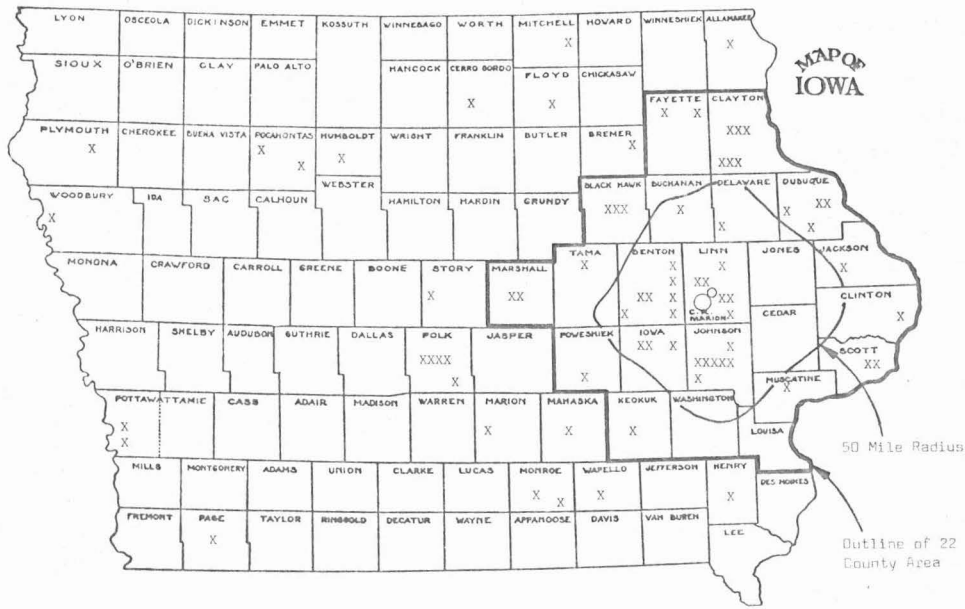 LYON OSCEOLA DICKINSON EMMET KOSSUTH WINNEBAGO WORTH MITCHELL HOWARD WINNESHIEK ALLAMAKEE
X X
MAP OF
IOWA
SIOUX O'BRIEN CLAY PALO ALTO HANCOCK CERRO GORDO FLOYD CHICKASAW
X X
FAYETTE CLAYTON
X X
XXX
XXX
PLYMOUTH CHEROKEE BUENA VISTA POCAHONTAS HUMBOLDT WRIGHT FRANKLIN BUTLER BREMER
X X X X X
WEBSTER
BLACK HAWK BUCHANAN DELAWARE DUBUQUE
XXX X X X XX
X
WOODBURY IDA SAC CALHOUN HAMILTON HARDIN GRUNDY
X
TAMA BENTON LINN JONES JACKSON
X X X X
X XX
XX X XX
X X X
C.R.
MARION
MONONA CRAWFORD CARROLL GREENE BOONE STORY MARSHALL
X XX
CLINTON
X
CEDAR
HARRISON SHELBY AUDUBON GUTHRIE DALLAS POLK JASPER POWESHIEK IOWA JOHNSON SCOTT
XXXX
X
X
XX X
X
XXXXX
X
XX
MUSCATINE
X
POTTAWATTAMIE CASS ADAIR MADISON WARREN MARION MAHASKA KEOKUK WASHINGTON
X
X
X X X
LOUISA
50 Mile Radius
MILLS MONTGOMERY ADAMS UNION CLARKE LUCAS MONROE WAPELLO JEFFERSON HENRY DES MOINES
X X X X
FREMONT PAGE TAYLOR RINGGOLD DECATUR WAYNE APPANOOSE DAVIS VAN BUREN LEE
X
Outline of 22
County Area